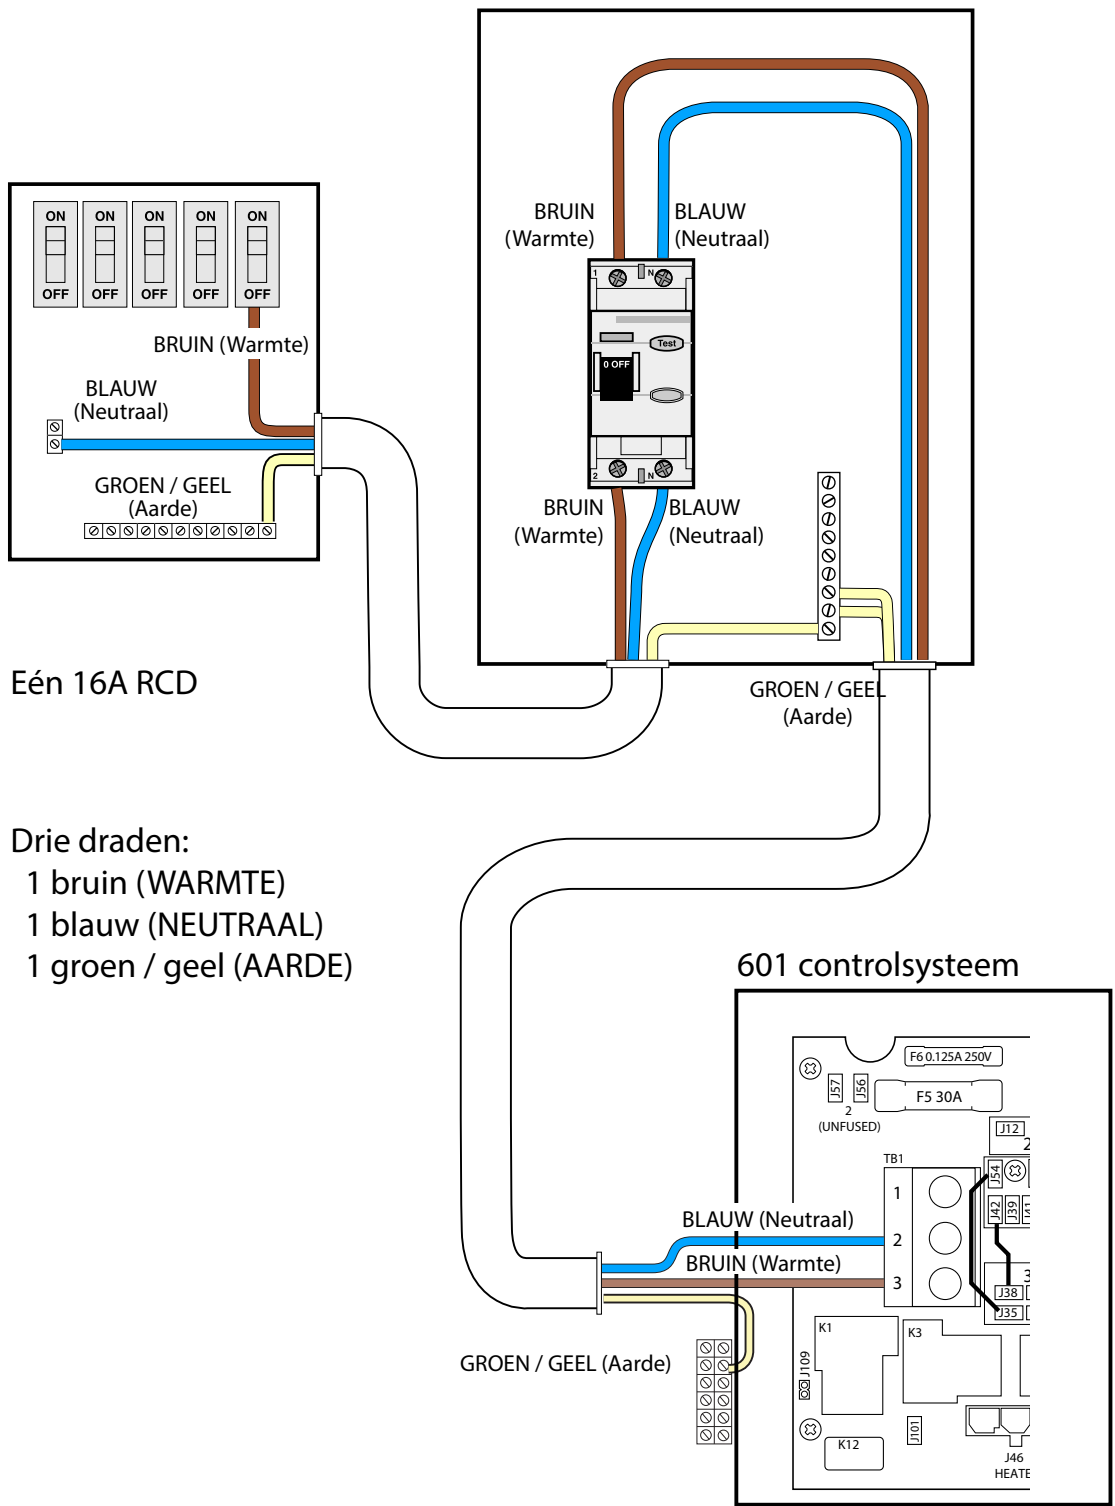 ON
OFF
ON
OFF
ON
OFF
ON
OFF
ON
OFF
BRUIN (Warmte)
BLAUW
(Neutraal)
GROEN / GEEL
(Aarde)
BRUIN
(Warmte)
BLAUW
(Neutraal)
1
N
Test
0 OFF
2
N
BRUIN
(Warmte)
BLAUW
(Neutraal)
GROEN / GEEL
(Aarde)
Eén 16A RCD
Drie draden:
1 bruin (WARMTE)
1 blauw (NEUTRAAL)
1 groen / geel (AARDE)
601 controlsysteem
F6 0.125A 250V
J57
J56
F5 30A
2
(UNFUSED)
J12
2
TB1
J54
1
J42
J39
J41
BLAUW (Neutraal)
2
BRUIN (Warmte)
3
3
J38
J35
K1
K3
GROEN / GEEL (Aarde)
J109
J101
K12
J46
HEATE